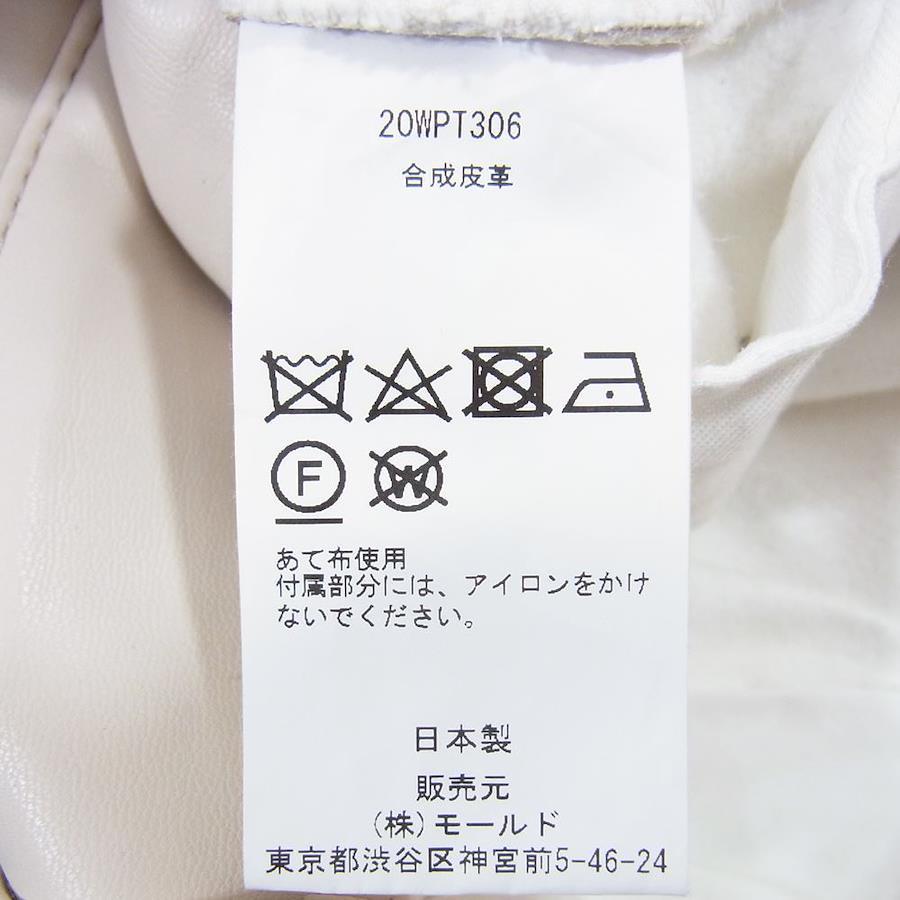 20WPT306
合成皮革
F
W
あて布使用
付属部分には、アイロンをかけ
ないでください。
日本製
販売元
(株)モールド
東京都渋谷区神宮前5-46-24